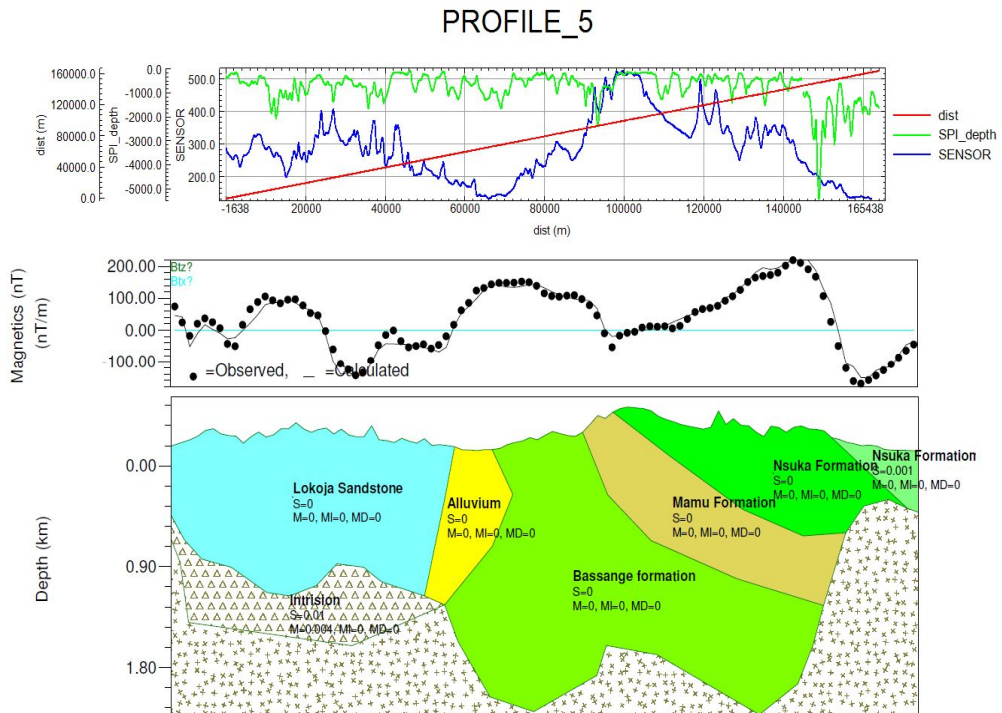 PROFILE_5
160000.0
120000.0
80000.0
40000.0
0.0
dist (m)
0.0
-1000.0
-2000.0
-3000.0
-4000.0
-5000.0
SPI_depth
500.0
400.0
300.0
200.0
SENSOR
-1638 20000 40000 60000 80000 100000 120000 140000 165438
dist (m)
dist
SPI_depth
SENSOR
Magnetics (nT)
(nT/m)
200.00
100.00
0.00
-100.00
Btz?
Btx?
=Observed, _ =Calculated
Depth (km)
0.00
0.90
1.80
Lokoja Sandstone
S=0
M=0, MI=0, MD=0
Alluvium
S=0
M=0, MI=0, MD=0
Intrision
S=0.01
M=0.004, MI=0, MD=0
Bassange formation
S=0
M=0, MI=0, MD=0
Mamu Formation
S=0
M=0, MI=0, MD=0
Nsuka Formation
S=0
M=0, MI=0, MD=0
Nsuka Formation
S=0.001
M=0, MI=0, MD=0